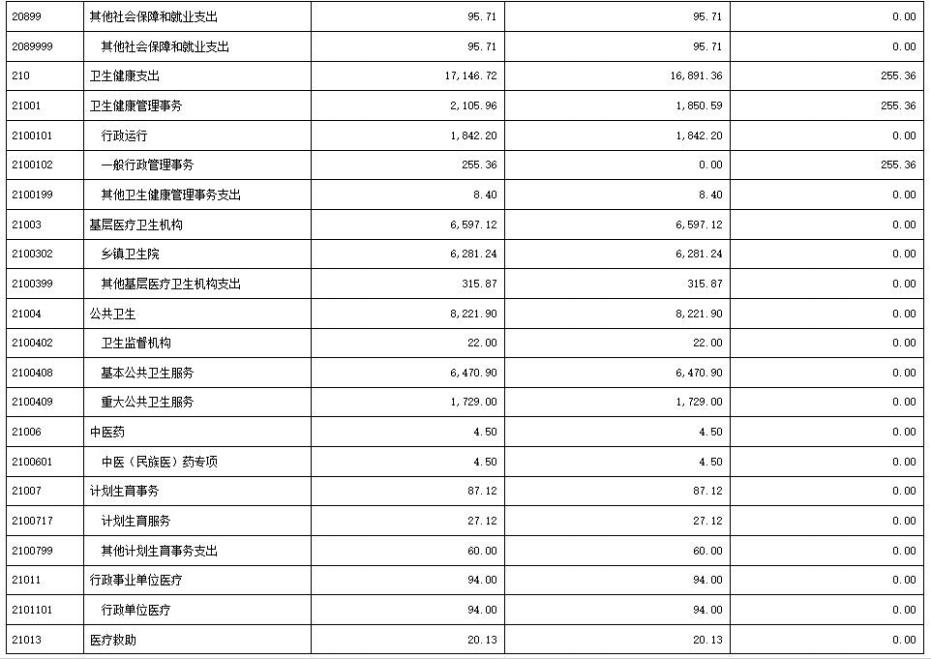 20899 其他社会保障和就业支出 95.71 95.71 0.00
2089999 其他社会保障和就业支出 95.71 95.71 0.00
210 卫生健康支出 17,146.72 16,891.36 255.36
21001 卫生健康管理事务 2,105.96 1,850.59 255.36
2100101 行政运行 1,842.20 1,842.20 0.00
2100102 一般行政管理事务 255.36 0.00 255.36
2100199 其他卫生健康管理事务支出 8.40 8.40 0.00
21003 基层医疗卫生机构 6,597.12 6,597.12 0.00
2100302 乡镇卫生院 6,281.24 6,281.24 0.00
2100399 其他基层医疗卫生机构支出 315.87 315.87 0.00
21004 公共卫生 8,221.90 8,221.90 0.00
2100402 卫生监督机构 22.00 22.00 0.00
2100408 基本公共卫生服务 6,470.90 6,470.90 0.00
2100409 重大公共卫生服务 1,729.00 1,729.00 0.00
21006 中医药 4.50 4.50 0.00
2100601 中医（民族医）药专项 4.50 4.50 0.00
21007 计划生育事务 87.12 87.12 0.00
2100717 计划生育服务 27.12 27.12 0.00
2100799 其他计划生育事务支出 60.00 60.00 0.00
21011 行政事业单位医疗 94.00 94.00 0.00
2101101 行政单位医疗 94.00 94.00 0.00
21013 医疗救助 20.13 20.13 0.00